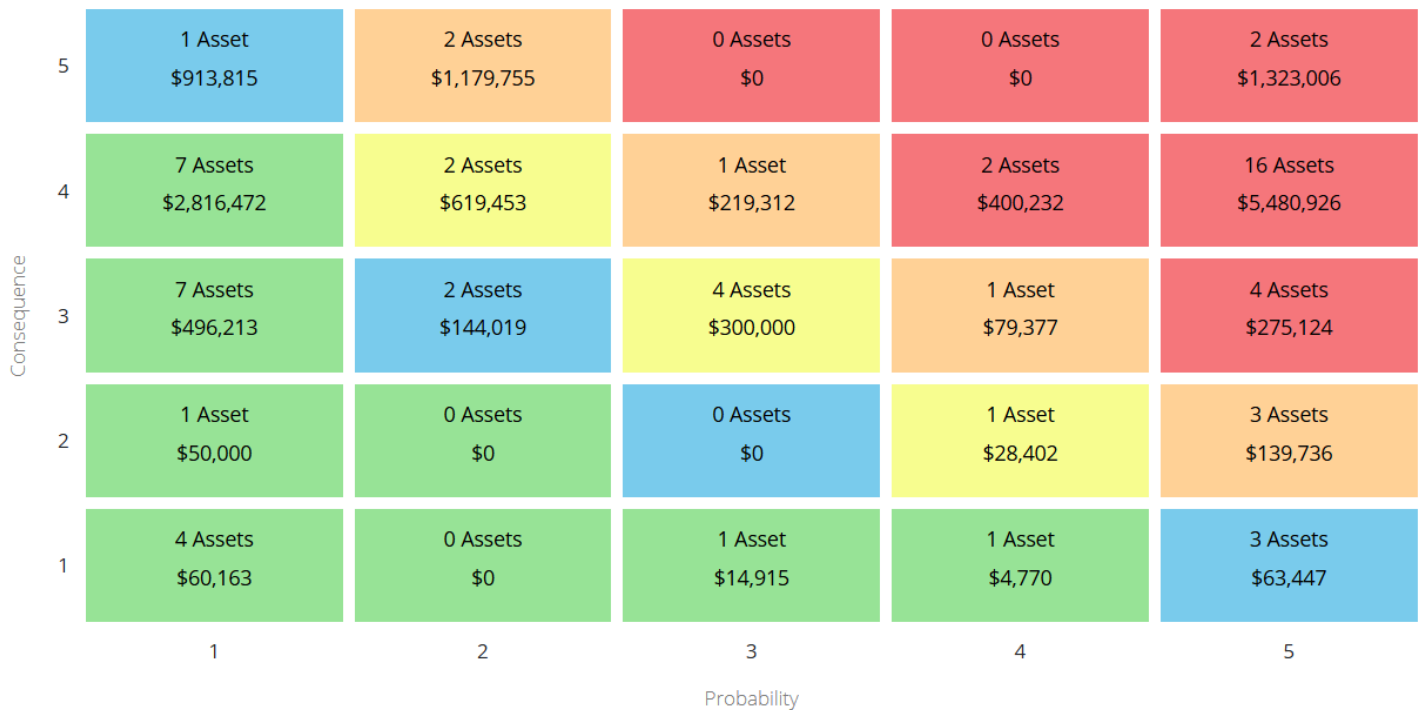 5
1 Asset
$913,815
2 Assets
$1,179,755
0 Assets
$0
0 Assets
$0
2 Assets
$1,323,006
4
7 Assets
$2,816,472
2 Assets
$619,453
1 Asset
$219,312
2 Assets
$400,232
16 Assets
$5,480,926
Consequence
3
7 Assets
$496,213
2 Assets
$144,019
4 Assets
$300,000
1 Asset
$79,377
4 Assets
$275,124
2
1 Asset
$50,000
0 Assets
$0
0 Assets
$0
1 Asset
$28,402
3 Assets
$139,736
1
4 Assets
$60,163
0 Assets
$0
1 Asset
$14,915
1 Asset
$4,770
3 Assets
$63,447
1
2
3
4
5
Probability